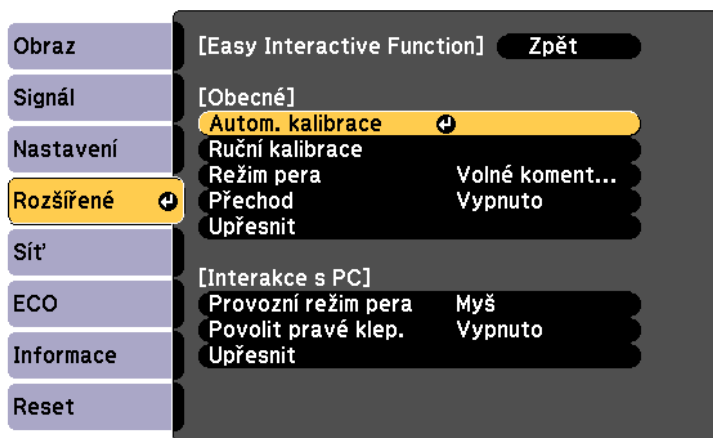 Obraz
Signál
Nastavení
Rozšířené
Síť
ECO
Informace
Reset
[Easy Interactive Function] Zpět
[Obecné]
Autom. kalibrace
Ruční kalibrace
Režim pera Volné koment...
Přechod Vypnuto
Upřesnit
[Interakce s PC]
Provozní režim pera Myš
Povolit pravé klep. Vypnuto
Upřesnit